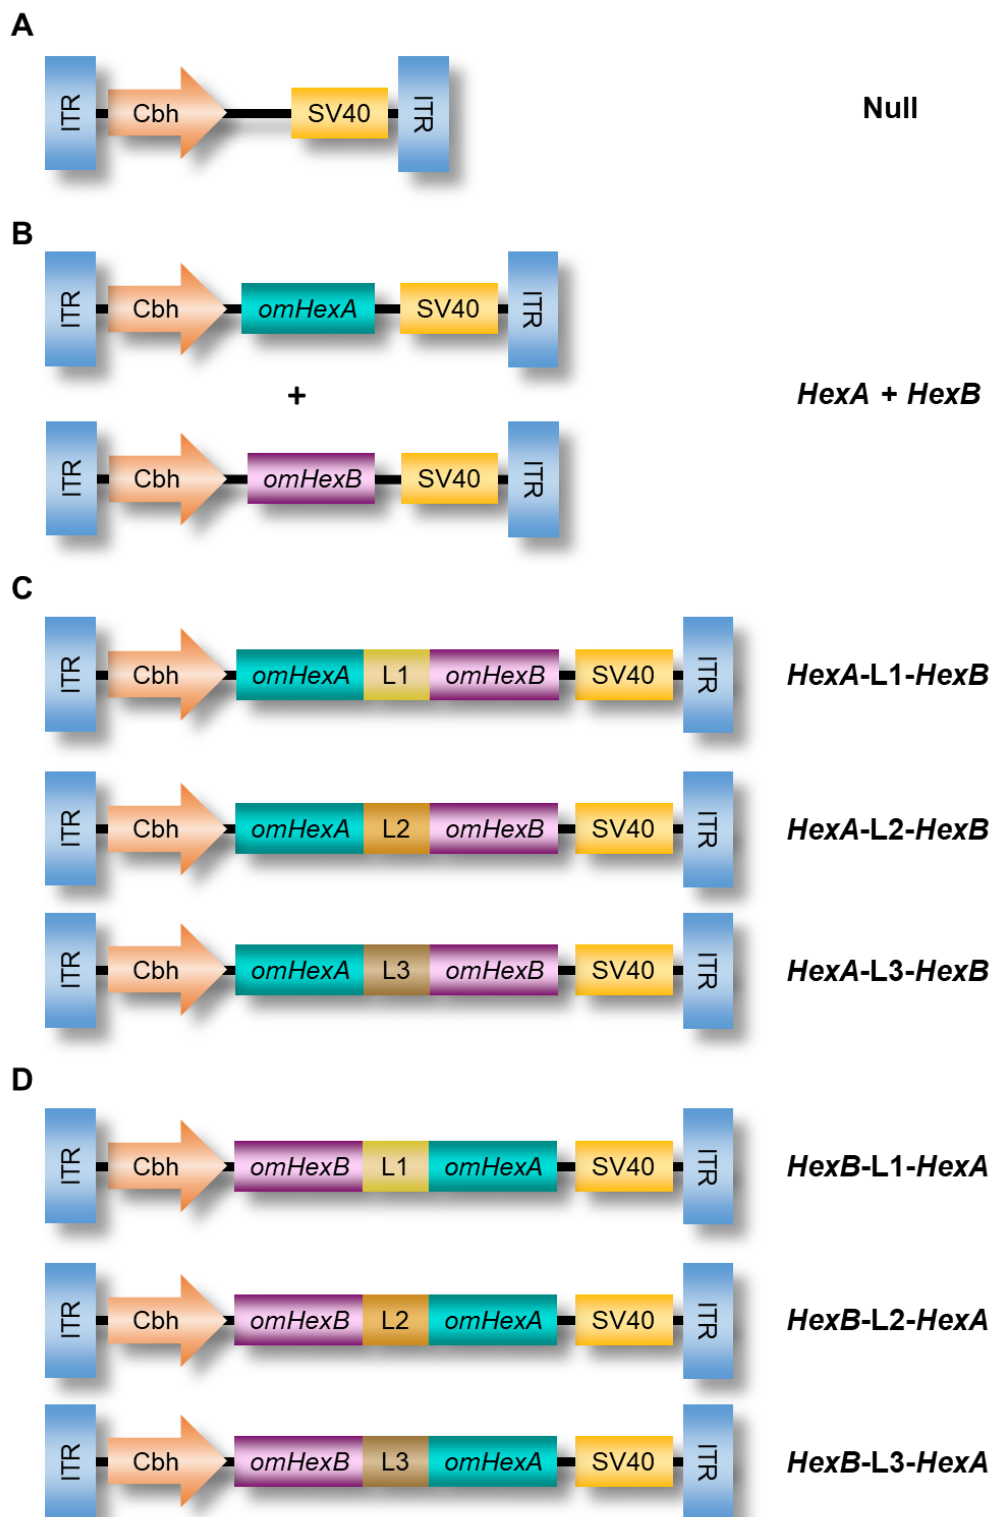 A
ITR Cbh SV40 ITR Null
B
ITR Cbh omHexA SV40 ITR
+ HexA + HexB
ITR Cbh omHexB SV40 ITR
C
ITR Cbh omHexA L1 omHexB SV40 ITR HexA-L1-HexB
ITR Cbh omHexA L2 omHexB SV40 ITR HexA-L2-HexB
ITR Cbh omHexA L3 omHexB SV40 ITR HexA-L3-HexB
D
ITR Cbh omHexB L1 omHexA SV40 ITR HexB-L1-HexA
ITR Cbh omHexB L2 omHexA SV40 ITR HexB-L2-HexA
ITR Cbh omHexB L3 omHexA SV40 ITR HexB-L3-HexA